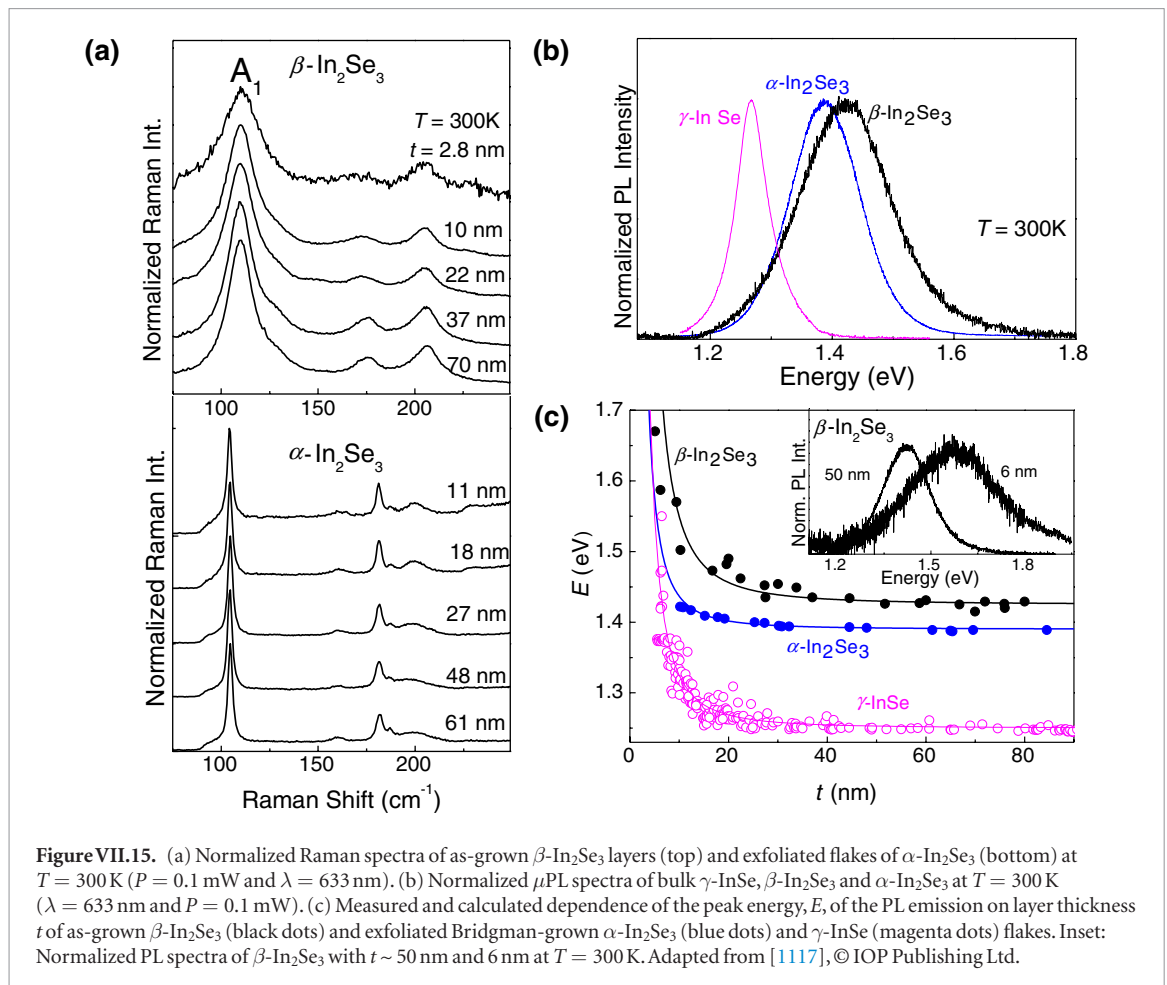 (a)
β-In₂Se₃
A₁
T = 300K
t = 2.8 nm
10 nm
22 nm
37 nm
70 nm
Normalized Raman Int.
100 150 200
α-In₂Se₃
11 nm
18 nm
27 nm
48 nm
61 nm
Normalized Raman Int.
100 150 200
Raman Shift (cm⁻¹)
(b)
α-In₂Se₃
γ-In Se
β-In₂Se₃
T = 300K
Normalized PL Intensity
1.2 1.4 1.6 1.8
Energy (eV)
(c)
1.7
1.6
1.5
1.4
1.3
E (eV)
β-In₂Se₃
α-In₂Se₃
γ-InSe
0 20 40 60 80
t (nm)
β-In₂Se₃
50 nm
6 nm
Norm. PL Int.
1.2 1.5 1.8
Energy (eV)
Figure VII.15. (a) Normalized Raman spectra of as-grown β-In₂Se₃ layers (top) and exfoliated flakes of α-In₂Se₃ (bottom) at
T = 300 K (P = 0.1 mW and λ = 633 nm). (b) Normalized μPL spectra of bulk γ-InSe, β-In₂Se₃ and α-In₂Se₃ at T = 300 K
(λ = 633 nm and P = 0.1 mW). (c) Measured and calculated dependence of the peak energy, E, of the PL emission on layer thickness
t of as-grown β-In₂Se₃ (black dots) and exfoliated Bridgman-grown α-In₂Se₃ (blue dots) and γ-InSe (magenta dots) flakes. Inset:
Normalized PL spectra of β-In₂Se₃ with t ~ 50 nm and 6 nm at T = 300 K. Adapted from [1117], © IOP Publishing Ltd.